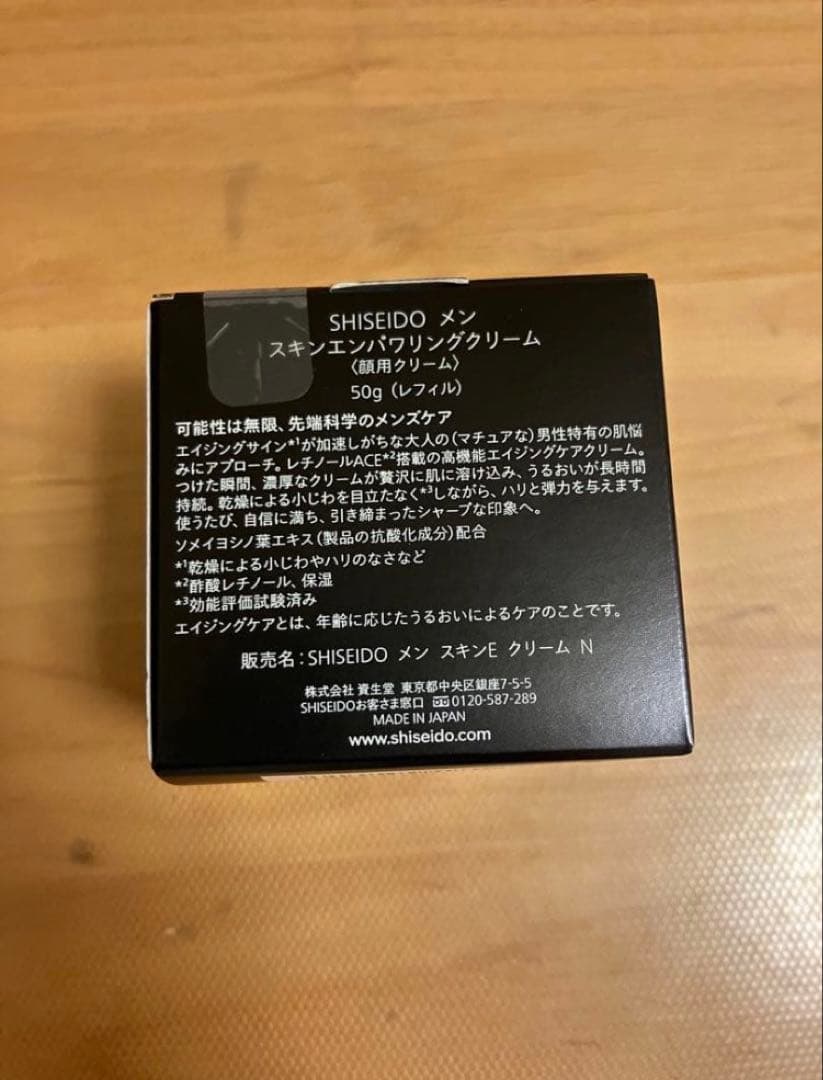 SHISEIDO メン
スキンエンパワリングクリーム
〈顔用クリーム〉
50g（レフィル）
可能性は無限、先端科学のメンズケア
エイジングサイン*1が加速しがちな大人の（マチュアな）男性特有の肌悩
みにアプローチ。レチノールACE*2搭載の高機能エイジングケアクリーム。
つけた瞬間、濃厚なクリームが贅沢に肌に溶け込み、うるおいが長時間
持続。乾燥による小じわを目立たなく*3しながら、ハリと弾力を与えます。
使うたび、自信に満ち、引き締まったシャープな印象へ。
ソメイヨシノ葉エキス（製品の抗酸化成分）配合
*1乾燥による小じわやハリのなさなど
*2酢酸レチノール、保湿
*3効能評価試験済み
エイジングケアとは、年齢に応じたうるおいによるケアのことです。
販売名：SHISEIDO メン スキンE クリーム N
株式会社 資生堂 東京都中央区銀座7-5-5
SHISEIDOお客さま窓口 0120-587-289
MADE IN JAPAN
www.shiseido.com